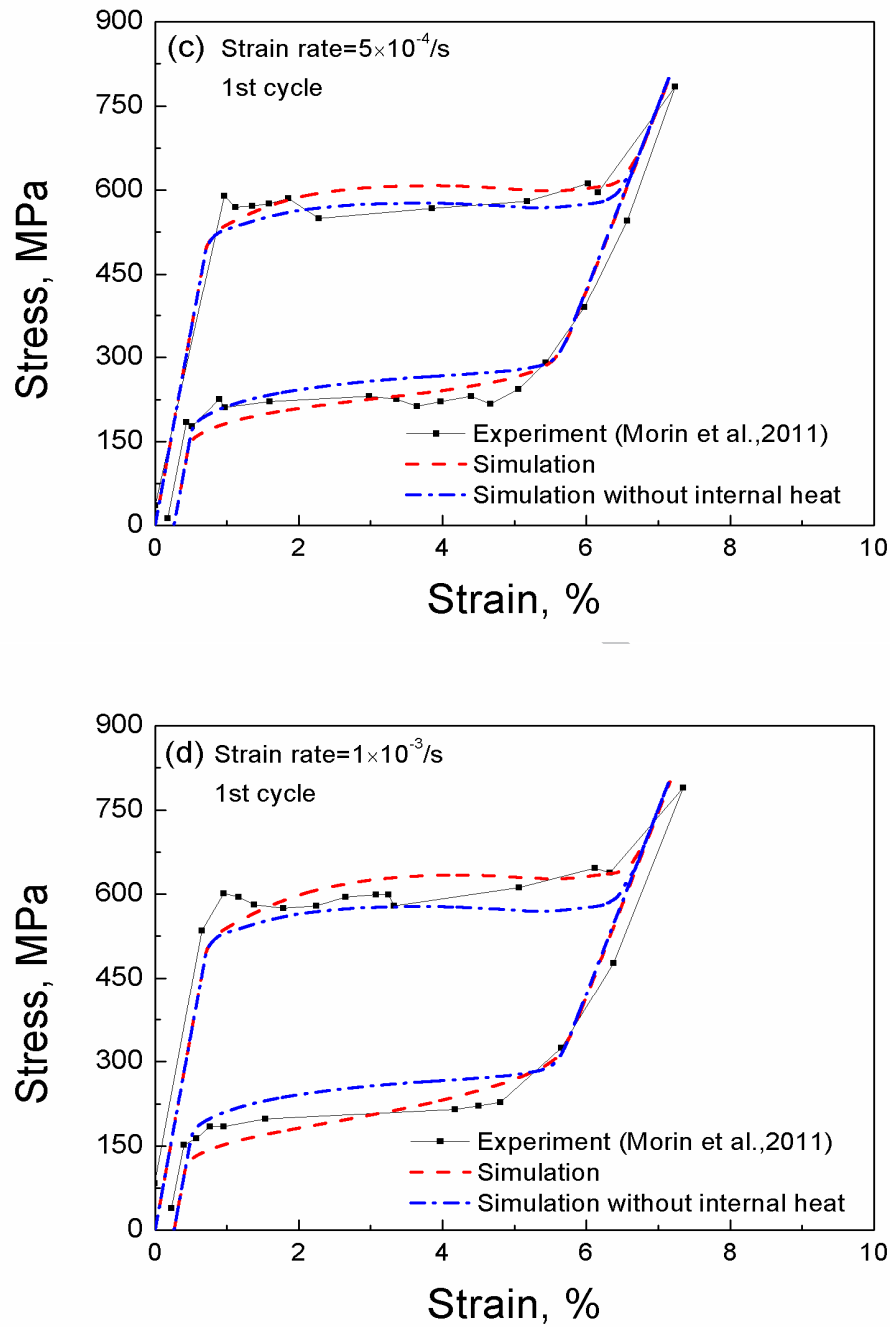 900
(c) Strain rate=5×10⁻⁴/s
1st cycle
750
600
450
300
150
0
Stress, MPa
Experiment (Morin et al.,2011)
Simulation
Simulation without internal heat
0 2 4 6 8 10
Strain, %
900
(d) Strain rate=1×10⁻³/s
1st cycle
750
600
450
300
150
0
Stress, MPa
Experiment (Morin et al.,2011)
Simulation
Simulation without internal heat
0 2 4 6 8 10
Strain, %